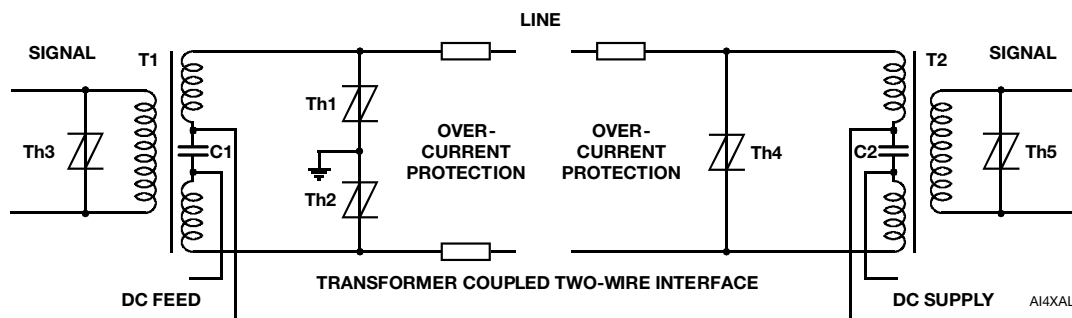 LINE
SIGNAL
T1
T2
SIGNAL
Th1
Th3
C1
OVER-
CURRENT
PROTECTION
OVER-
CURRENT
PROTECTION
Th4
C2
Th5
Th2
TRANSFORMER COUPLED TWO-WIRE INTERFACE
DC FEED
DC SUPPLY
AI4XAL